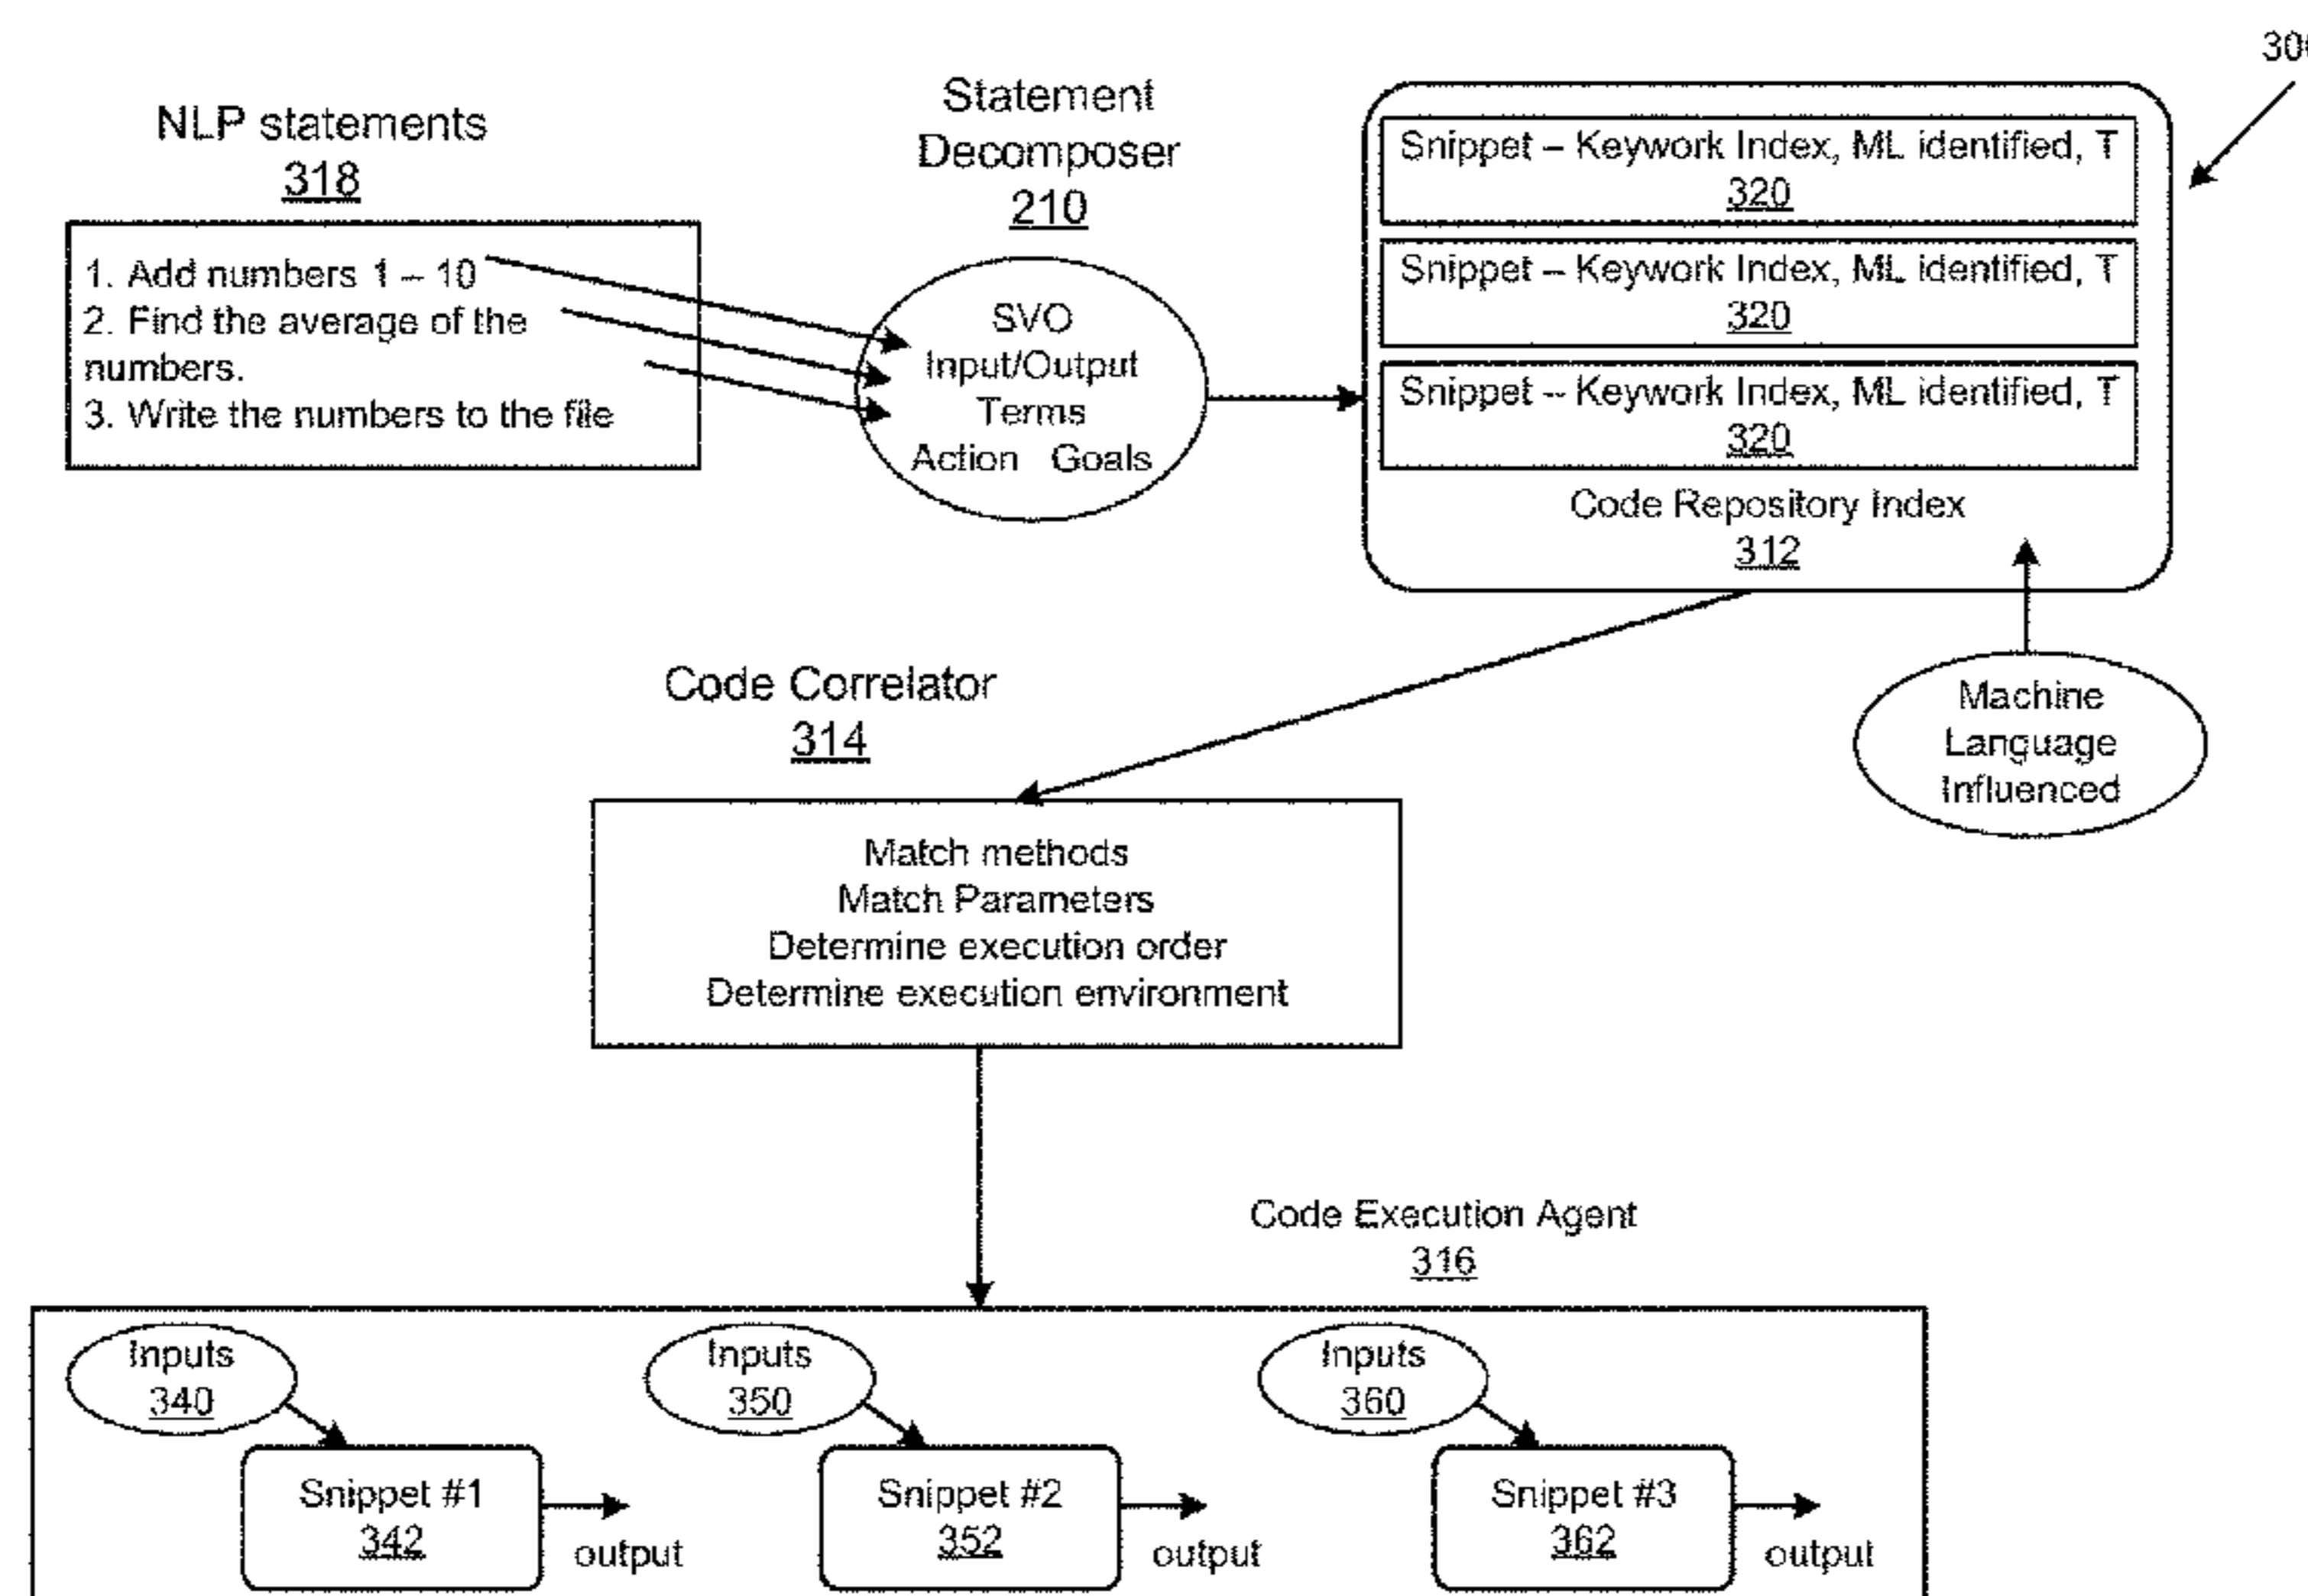 NLP statements
318
1. Add numbers 1 – 10
2. Find the average of the
numbers.
3. Write the numbers to the file
Statement
Decomposer
210
SVO
Input/Output
Terms
Action Goals
Snippet – Keywork Index, ML identified, T
320
Snippet – Keywork Index, ML identified, T
320
Snippet – Keywork Index, ML identified, T
320
Code Repository Index
312
Machine
Language
Influenced
Code Correlator
314
Match methods
Match Parameters
Determine execution order
Determine execution environment
Code Execution Agent
316
Inputs
340
Snippet #1
342
output
Inputs
350
Snippet #2
352
output
Inputs
360
Snippet #3
362
output